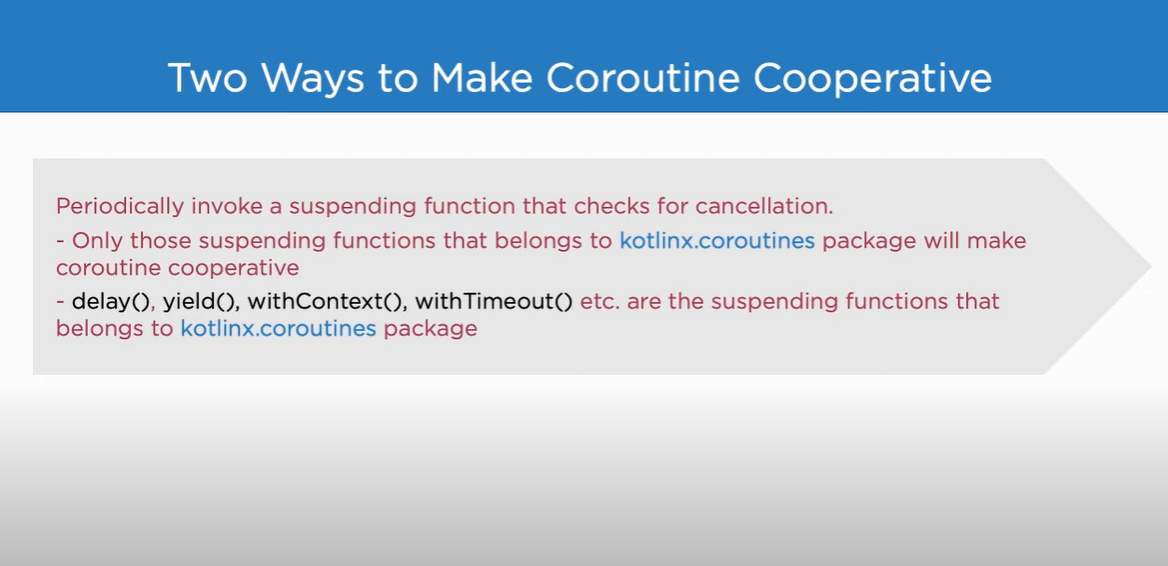 Two Ways to Make Coroutine Cooperative
Periodically invoke a suspending function that checks for cancellation.
- Only those suspending functions that belongs to kotlinx.coroutines package will make
coroutine cooperative
- delay(), yield(), withContext(), withTimeout() etc. are the suspending functions that
belongs to kotlinx.coroutines package